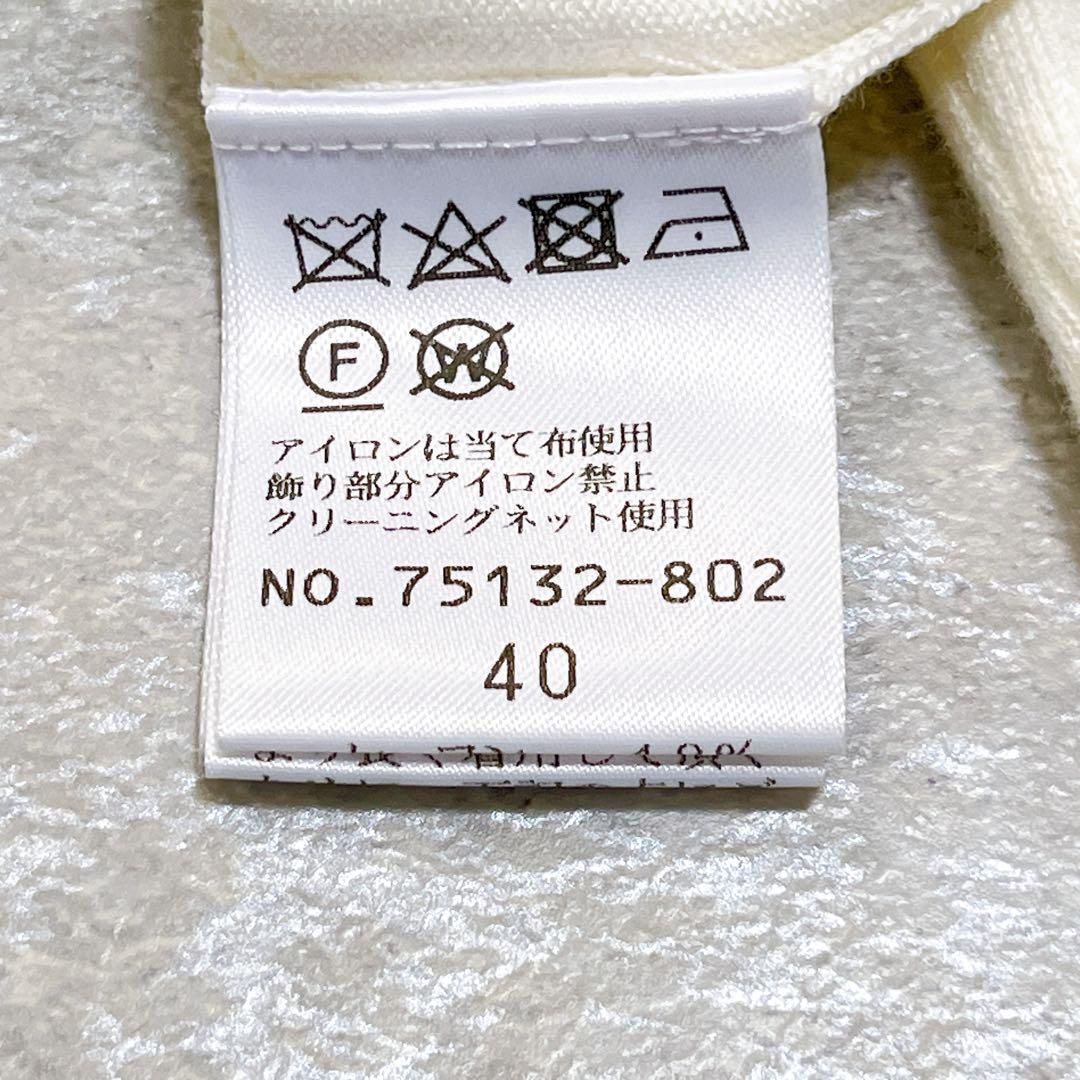 F W
アイロンは当て布使用
飾り部分アイロン禁止
クリーニングネット使用
NO.75132-802
40